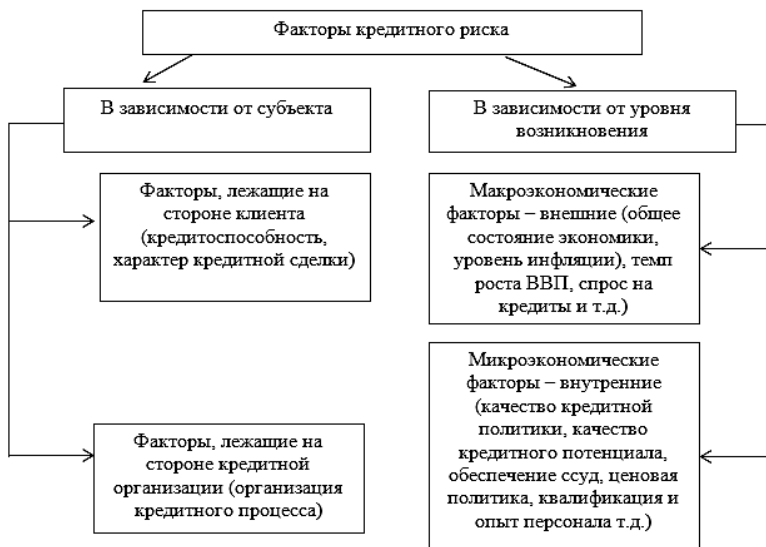 Факторы кредитного риска
В зависимости от субъекта
В зависимости от уровня
возникновения
Факторы, лежащие на
стороне клиента
(кредитоспособность,
характер кредитной сделки)
Макроэкономические
факторы – внешние (общее
состояние экономики,
уровень инфляции), темп
роста ВВП, спрос на
кредиты и т.д.)
Факторы, лежащие на
стороне кредитной
организации (организация
кредитного процесса)
Микроэкономические
факторы – внутренние
(качество кредитной
политики, качество
кредитного потенциала,
обеспечение ссуд, ценовая
политика, квалификация и
опыт персонала т.д.)